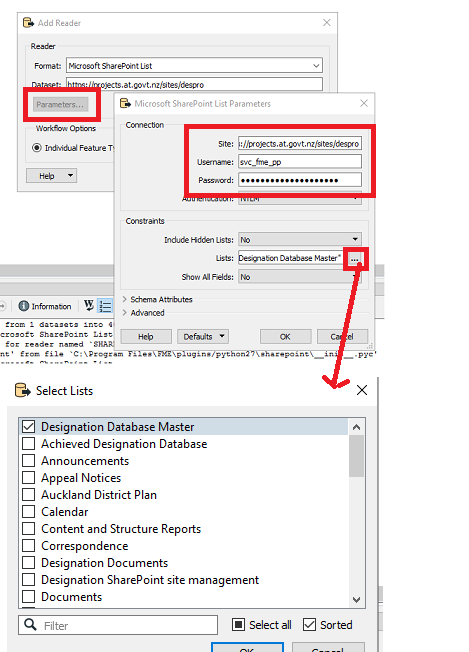 Add Reader
Reader
Format: Microsoft SharePoint List
Dataset: https://projects.at.govt.nz/sites/despro
Parameters...
Workflow Options
Individual Feature Ty
Help
Microsoft SharePoint List Parameters
Connection
Site: s://projects.at.govt.nz/sites/despro
Username: svc_fme_pp
Password: ●●●●●●●●●●●●●●●●●●●●
Authentication: NTLM
Constraints
Include Hidden Lists: No
Lists: Designation Database Master" ...
Show All Fields: No
Schema Attributes
Advanced
Help Defaults OK Cancel
Information
from 1 datasets into 4
crosoft SharePoint List
for reader named `SHAR
nt' from file `C:\Program Files\FME\plugins/python27\sharepoint\__init__.pyc'
Select Lists
Designation Database Master
Achieved Designation Database
Announcements
Appeal Notices
Auckland District Plan
Calendar
Content and Structure Reports
Correspondence
Designation Documents
Designation SharePoint site management
Documents
Filter Select all Sorted
OK Cancel